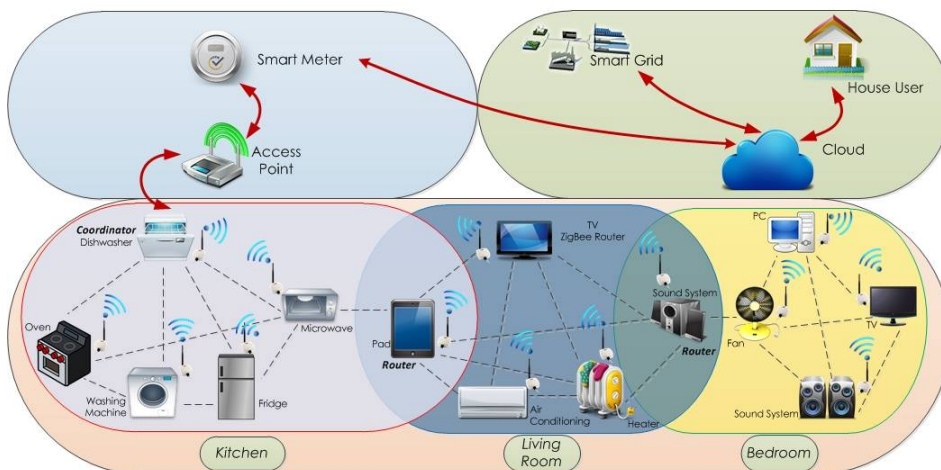 Smart Meter
Access
Point
Smart Grid
House User
Cloud
Coordinator
Dishwasher
Oven
Microwave
Washing
Machine
Fridge
TV
ZigBee Router
Pad
Router
Air
Conditioning
Heater
Sound System
Router
PC
Fan
TV
Sound System
Kitchen
Living
Room
Bedroom